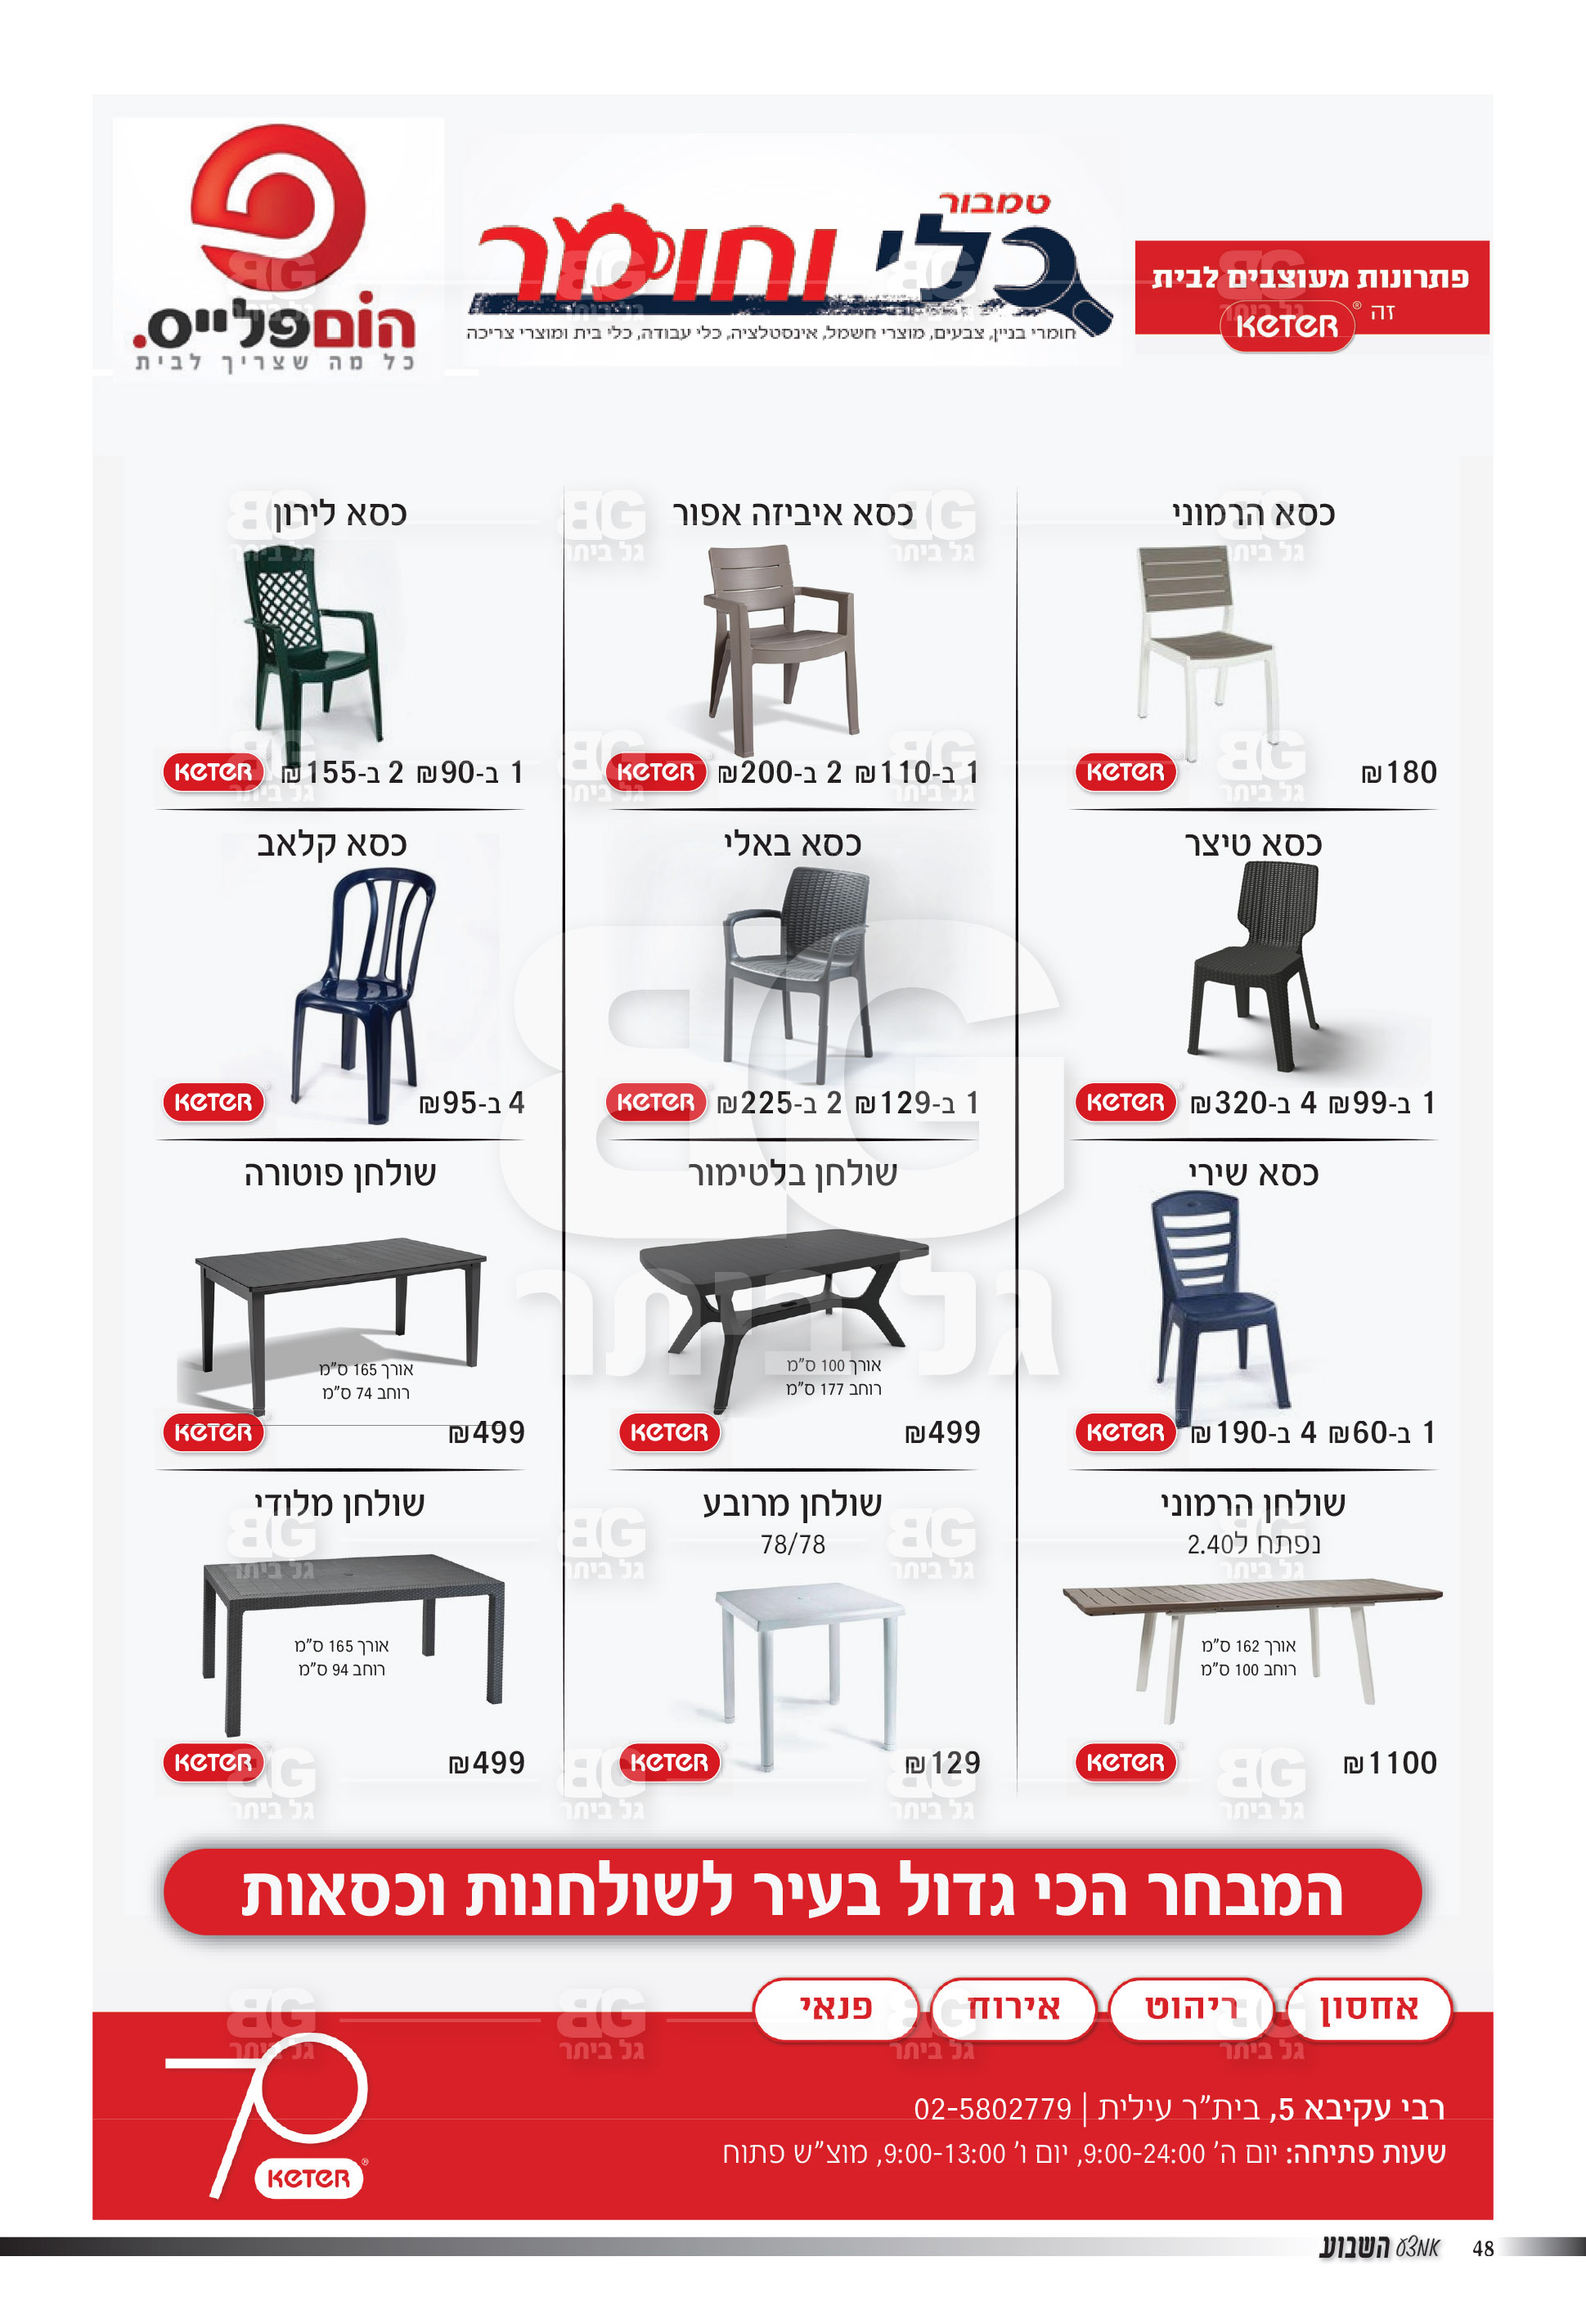 פתרונות מעוצבים לבית
זה KETER®
טמבור
כלי וחומר
חומרי בניין, צבעים, מוצרי חשמל, אינסטלציה, כלי עבודה, כלי בית ומוצרי צריכה
הוםפלייס.
כל מה שצריך לבית
כסא הרמוני
180₪ KETER
כסא איביזה אפור
1 ב-110₪ 2 ב-200₪ KETER
כסא לירון
1 ב-90₪ 2 ב-155₪ KETER
כסא טיצר
1 ב-99₪ 4 ב-320₪ KETER
כסא באלי
1 ב-129₪ 2 ב-225₪ KETER
כסא קלאב
4 ב-95₪ KETER
כסא שירי
1 ב-60₪ 4 ב-190₪ KETER
שולחן בלטימור
אורך 100 ס"מ
רוחב 177 ס"מ
499₪ KETER
שולחן פוטורה
אורך 165 ס"מ
רוחב 74 ס"מ
499₪ KETER
שולחן הרמוני
נפתח ל2.40
אורך 162 ס"מ
רוחב 100 ס"מ
1100₪ KETER
שולחן מרובע
78/78
129₪ KETER
שולחן מלודי
אורך 165 ס"מ
רוחב 94 ס"מ
499₪ KETER
BG
גל ביתר
המבחר הכי גדול בעיר לשולחנות וכסאות
אחסון ריהוט אירוח פנאי
רבי עקיבא 5, בית"ר עילית | 02-5802779
שעות פתיחה: יום ה' 9:00-24:00, יום ו' 9:00-13:00, מוצ"ש פתוח
70
KETER®
48 אמצע השבוע